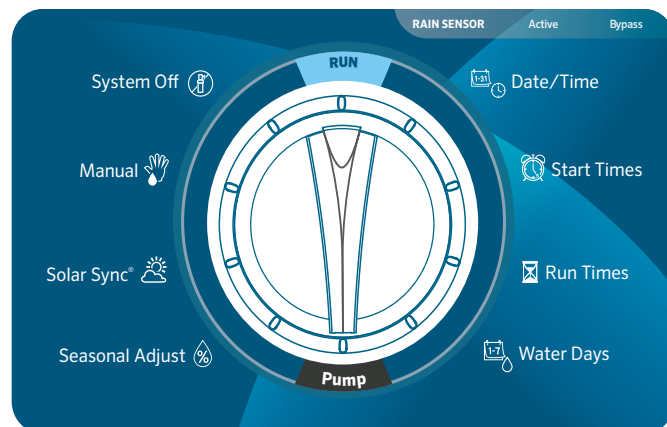 RAIN SENSOR Active Bypass
RUN
System Off
Date/Time
1-31
Manual
Start Times
Solar Sync®
Run Times
Seasonal Adjust %
1-7
Water Days
Pump